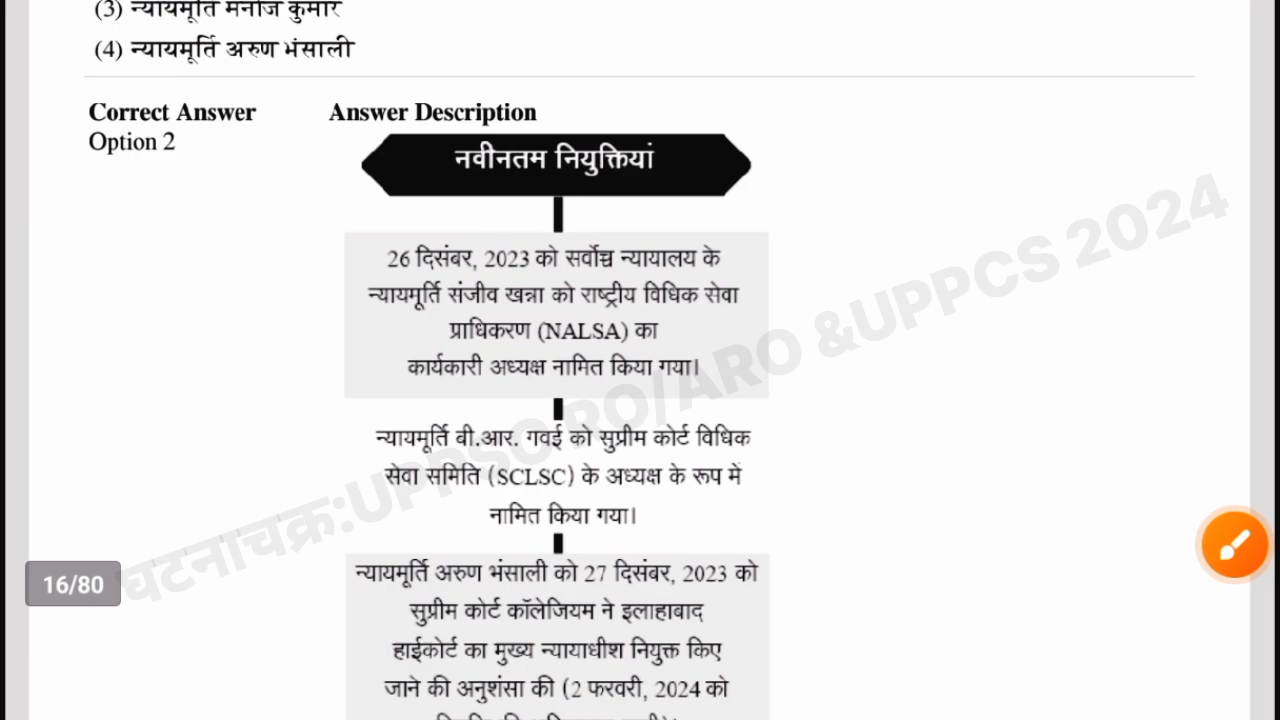 (3) न्यायमूर्ति मनोज कुमार
(4) न्यायमूर्ति अरुण भंसाली
Correct Answer
Answer Description
Option 2
नवीनतम नियुक्तियां
26 दिसंबर, 2023 को सर्वोच्च न्यायालय के
न्यायमूर्ति संजीव खन्ना को राष्ट्रीय विधिक सेवा
प्राधिकरण (NALSA) का
कार्यकारी अध्यक्ष नामित किया गया।
न्यायमूर्ति बी.आर. गवई को सुप्रीम कोर्ट विधिक
सेवा समिति (SCLSC) के अध्यक्ष के रूप में
नामित किया गया।
न्यायमूर्ति अरुण भंसाली को 27 दिसंबर, 2023 को
सुप्रीम कोर्ट कॉलेजियम ने इलाहाबाद
हाईकोर्ट का मुख्य न्यायाधीश नियुक्त किए
जाने की अनुशंसा की (2 फरवरी, 2024 को
घटनाचक्र:UPPSC RO/ARO &UPPCS 2024
16/80